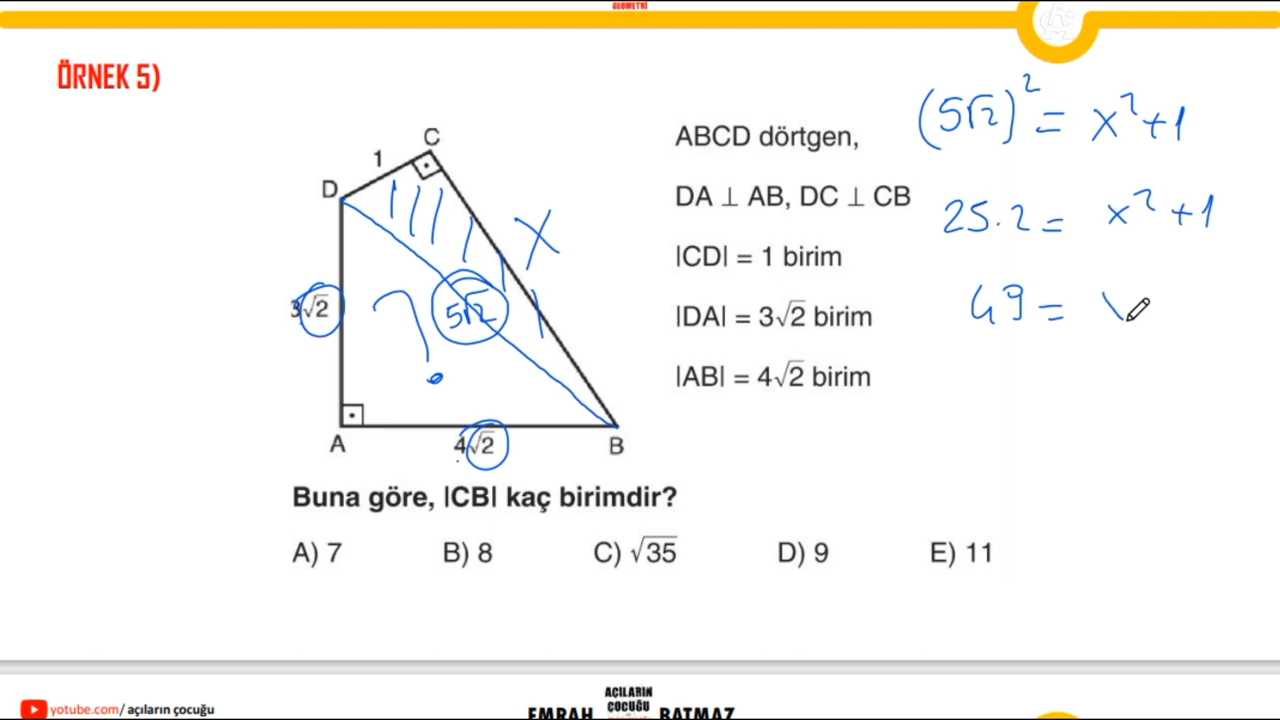 GEOMETRİ
ÖRNEK 5)
(5√2)² = x² + 1
25.2 = x² + 1
49 =
C
1
D
x
3√2
?
5√2
A
4√2
B
ABCD dörtgen,
DA ⊥ AB, DC ⊥ CB
|CD| = 1 birim
|DA| = 3√2 birim
|AB| = 4√2 birim
Buna göre, |CB| kaç birimdir?
A) 7 B) 8 C) √35 D) 9 E) 11
yotube.com/ açıların çocuğu
AÇILARIN
ÇOCUĞU
EMRAH BATMAZ